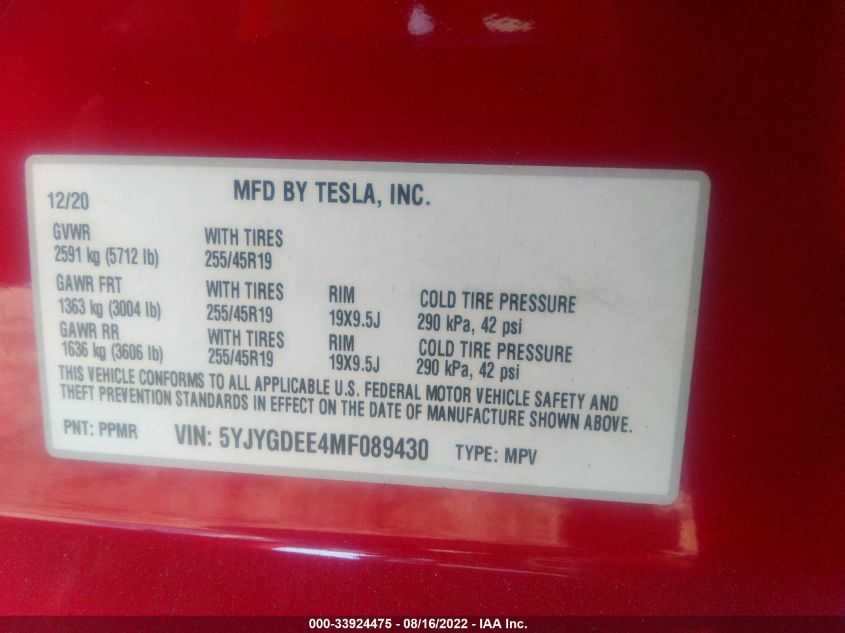 MFD BY TESLA, INC.
12/20
GVWR WITH TIRES
2591 kg (5712 lb) 255/45R19
GAWR FRT WITH TIRES RIM COLD TIRE PRESSURE
1363 kg (3004 lb) 255/45R19 19X9.5J 290 kPa, 42 psi
GAWR RR WITH TIRES RIM COLD TIRE PRESSURE
1636 kg (3606 lb) 255/45R19 19X9.5J 290 kPa, 42 psi
THIS VEHICLE CONFORMS TO ALL APPLICABLE U.S. FEDERAL MOTOR VEHICLE SAFETY AND
THEFT PREVENTION STANDARDS IN EFFECT ON THE DATE OF MANUFACTURE SHOWN ABOVE.
PNT: PPMR VIN: 5YJYGDEE4MF089430 TYPE: MPV
000-33924475 - 08/16/2022 - IAA Inc.